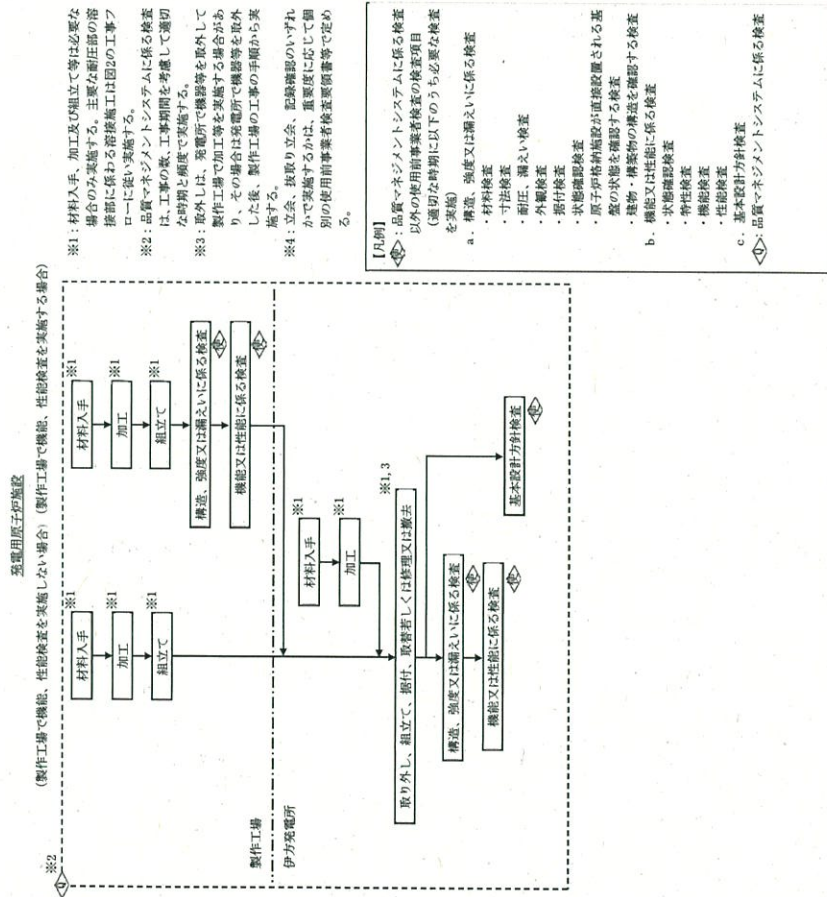 発電用原子炉施設
(製作工場で機能、性能検査を実施しない場合) (製作工場で機能、性能検査を実施する場合)
※2
Q
材料入手
※1
加工
※1
組立て
※1
材料入手
※1
加工
※1
組立て
※1
構造、強度又は漏えいに係る検査
使
機能又は性能に係る検査
使
製作工場
伊方発電所
材料入手
※1
加工
※1
※1, 3
取り外し、組立て、据付、取替若しくは修理又は撤去
構造、強度又は漏えいに係る検査
使
機能又は性能に係る検査
使
基本設計方針検査
使
※1：材料入手、加工及び組立て等は必要な
場合のみ実施する。主要な耐圧部の溶
接部に係わる溶接施工は図2の工事フ
ローに従い実施する。
※2：品質マネジメントシステムに係る検査
は、工事の数、工事期間を考慮して適切
な時期と頻度で実施する。
※3：取外しは、発電所で機器等を取外して
製作工場で加工等を実施する場合があ
り、その場合は発電所で機器等を取外
した後、製作工場の工事の手順から実
施する。
※4：立会、抜取り立会、記録確認のいずれ
かで実施するかは、重要度に応じて個
別の使用前事業者検査要領書等で定め
る。
【凡例】
使：品質マネジメントシステムに係る検査
以外の使用前事業者検査の検査項目
(適切な時期に以下のうち必要な検査
を実施)
a．構造、強度又は漏えいに係る検査
・材料検査
・寸法検査
・耐圧、漏えい検査
・外観検査
・据付検査
・状態確認検査
・原子炉格納施設が直接設置される基
盤の状態を確認する検査
・建物・構築物の構造を確認する検査
b．機能又は性能に係る検査
・状態確認検査
・特性検査
・機能検査
・性能検査
c．基本設計方針検査
Q：品質マネジメントシステムに係る検査